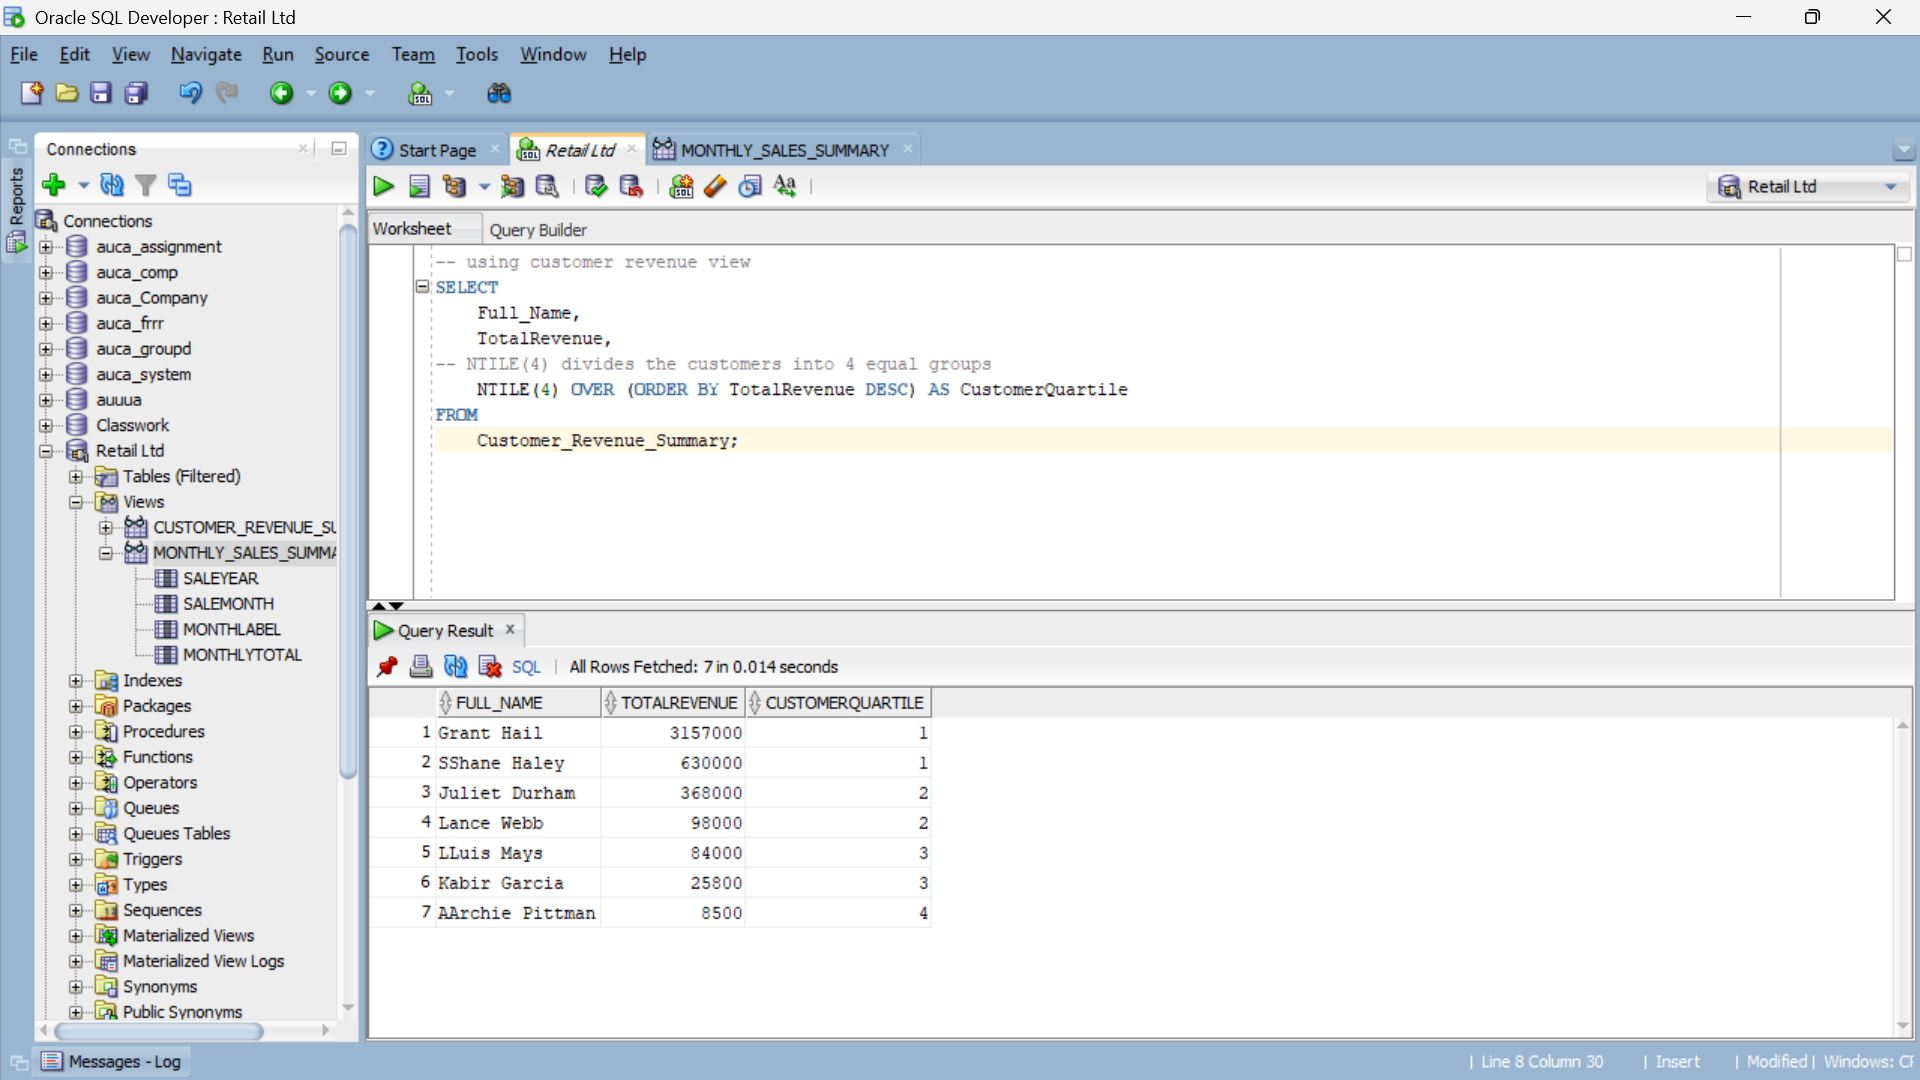 Oracle SQL Developer : Retail Ltd
File Edit View Navigate Run Source Team Tools Window Help
Reports
Connections
Start Page
Retail Ltd
MONTHLY_SALES_SUMMARY
Retail Ltd
Worksheet
Query Builder
Connections
auca_assignment
auca_comp
auca_Company
auca_frrr
auca_groupd
auca_system
auuua
Classwork
Retail Ltd
Tables (Filtered)
Views
CUSTOMER_REVENUE_SU
MONTHLY_SALES_SUMMA
SALEYEAR
SALEMONTH
MONTHLABEL
MONTHLYTOTAL
Indexes
Packages
Procedures
Functions
Operators
Queues
Queues Tables
Triggers
Types
Sequences
Materialized Views
Materialized View Logs
Synonyms
Public Synonyms
-- using customer revenue view
SELECT
Full_Name,
TotalRevenue,
-- NTILE(4) divides the customers into 4 equal groups
NTILE(4) OVER (ORDER BY TotalRevenue DESC) AS CustomerQuartile
FROM
Customer_Revenue_Summary;
Query Result
SQL | All Rows Fetched: 7 in 0.014 seconds
FULL_NAME TOTALREVENUE CUSTOMERQUARTILE
1 Grant Hail 3157000 1
2 SShane Haley 630000 1
3 Juliet Durham 368000 2
4 Lance Webb 98000 2
5 LLuis Mays 84000 3
6 Kabir Garcia 25800 3
7 AArchie Pittman 8500 4
Messages - Log
| Line 8 Column 30 | Insert | Modified | Windows: CF